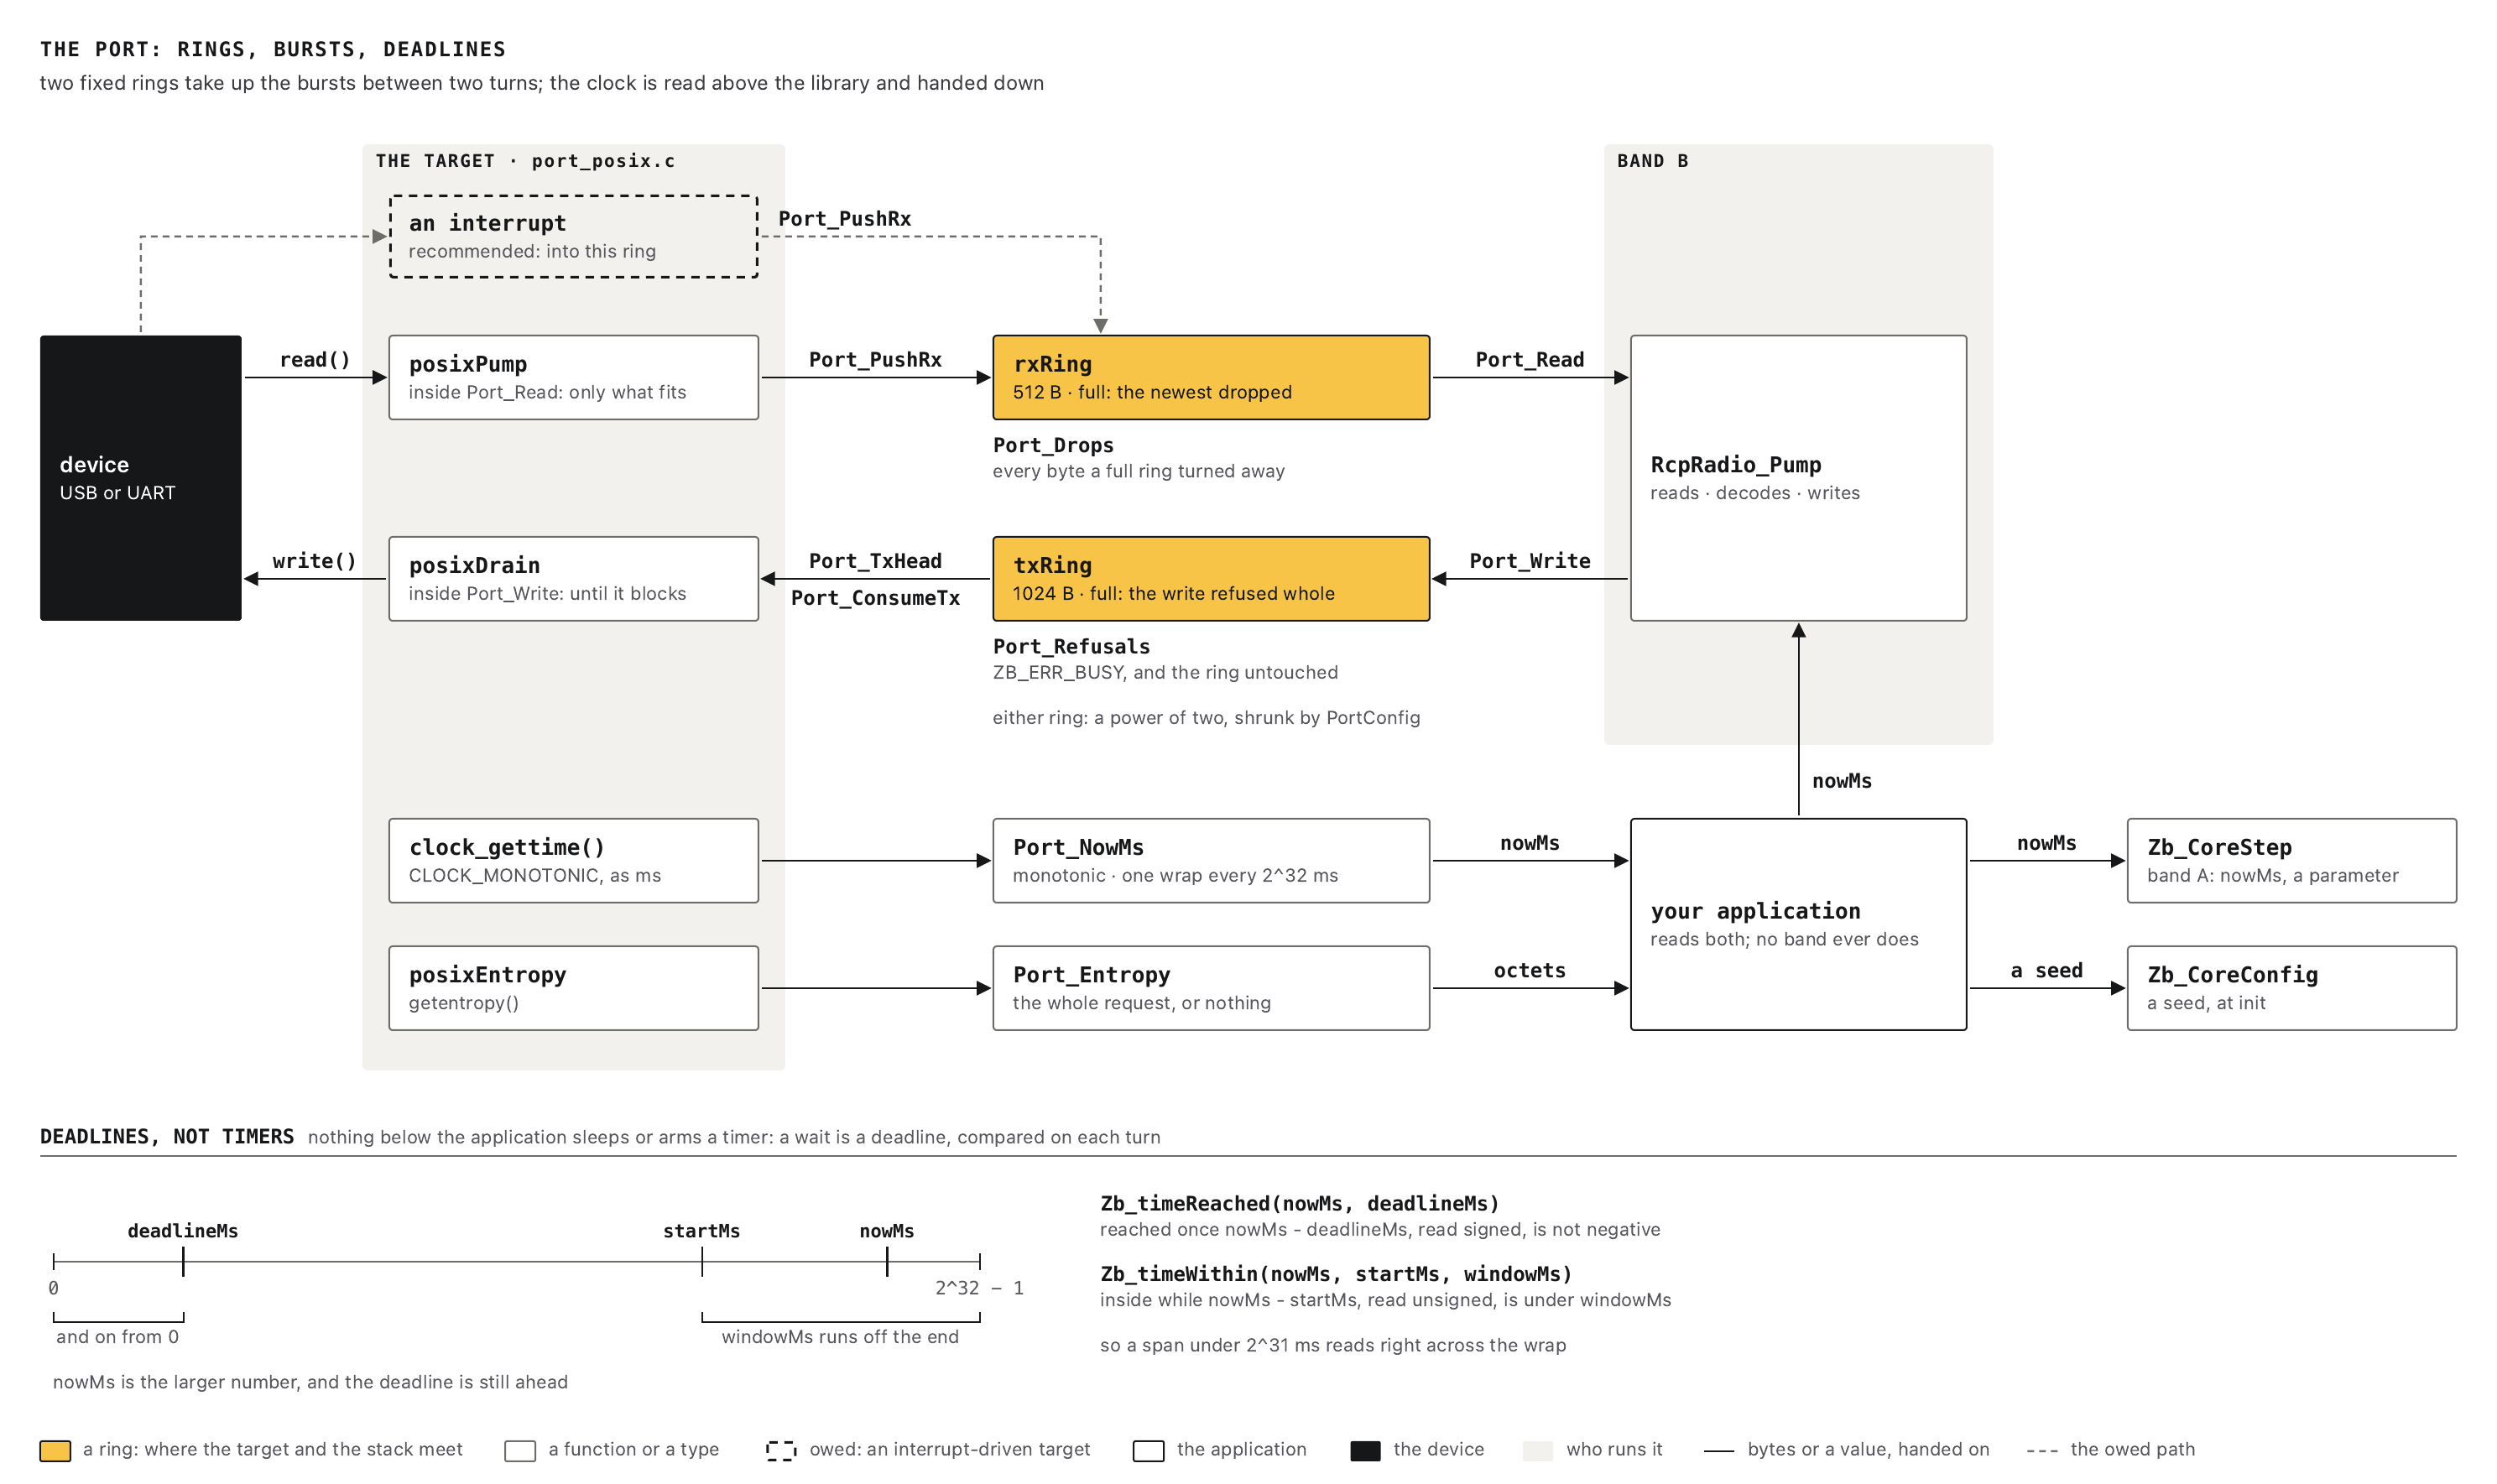 THE PORT: RINGS, BURSTS, DEADLINES
two fixed rings take up the bursts between two turns; the clock is read above the library and handed down
THE TARGET · port_posix.c
BAND B
an interrupt
recommended: into this ring
Port_PushRx
device
USB or UART
read()
posixPump
inside Port_Read: only what fits
Port_PushRx
rxRing
512 B · full: the newest dropped
Port_Read
Port_Drops
every byte a full ring turned away
RcpRadio_Pump
reads · decodes · writes
write()
posixDrain
inside Port_Write: until it blocks
Port_TxHead
Port_ConsumeTx
txRing
1024 B · full: the write refused whole
Port_Write
Port_Refusals
ZB_ERR_BUSY, and the ring untouched
either ring: a power of two, shrunk by PortConfig
nowMs
clock_gettime()
CLOCK_MONOTONIC, as ms
Port_NowMs
monotonic · one wrap every 2^32 ms
nowMs
your application
reads both; no band ever does
nowMs
Zb_CoreStep
band A: nowMs, a parameter
posixEntropy
getentropy()
Port_Entropy
the whole request, or nothing
octets
a seed
Zb_CoreConfig
a seed, at init
DEADLINES, NOT TIMERS nothing below the application sleeps or arms a timer: a wait is a deadline, compared on each turn
deadlineMs
startMs
nowMs
0
2^32 − 1
and on from 0
windowMs runs off the end
nowMs is the larger number, and the deadline is still ahead
Zb_timeReached(nowMs, deadlineMs)
reached once nowMs - deadlineMs, read signed, is not negative
Zb_timeWithin(nowMs, startMs, windowMs)
inside while nowMs - startMs, read unsigned, is under windowMs
so a span under 2^31 ms reads right across the wrap
a ring: where the target and the stack meet
a function or a type
owed: an interrupt-driven target
the application
the device
who runs it
bytes or a value, handed on
the owed path